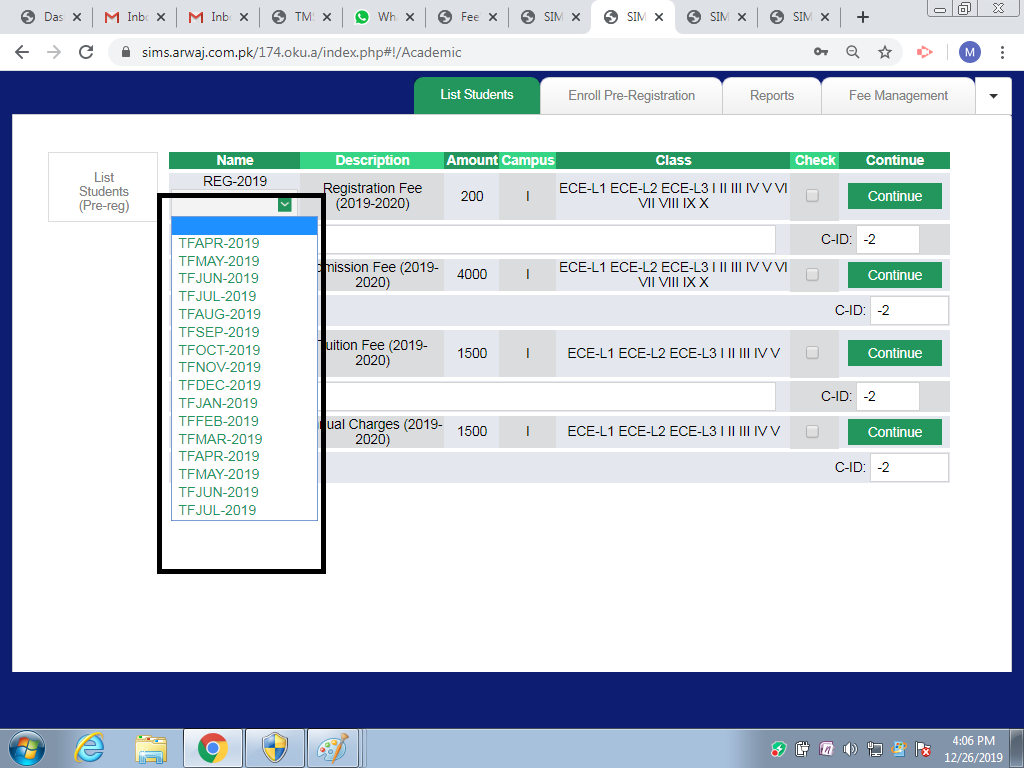 Das
Inbo
Inbo
TMS
Wha
Fee
SIM
SIM
SIM
SIM
sims.arwaj.com.pk/174.oku.a/index.php#!/Academic
M
List Students
Enroll Pre-Registration
Reports
Fee Management
List
Students
(Pre-reg)
Name Description Amount Campus Class Check Continue
REG-2019
Registration Fee
(2019-2020)
200
I
ECE-L1 ECE-L2 ECE-L3 I II III IV V VI
VII VIII IX X
Continue
C-ID: -2
mission Fee (2019-
2020)
4000
I
ECE-L1 ECE-L2 ECE-L3 I II III IV V VI
VII VIII IX X
Continue
C-ID: -2
uition Fee (2019-
2020)
1500
I
ECE-L1 ECE-L2 ECE-L3 I II III IV V
Continue
C-ID: -2
ual Charges (2019-
2020)
1500
I
ECE-L1 ECE-L2 ECE-L3 I II III IV V
Continue
C-ID: -2
TFAPR-2019
TFMAY-2019
TFJUN-2019
TFJUL-2019
TFAUG-2019
TFSEP-2019
TFOCT-2019
TFNOV-2019
TFDEC-2019
TFJAN-2019
TFFEB-2019
TFMAR-2019
TFAPR-2019
TFMAY-2019
TFJUN-2019
TFJUL-2019
4:06 PM
12/26/2019